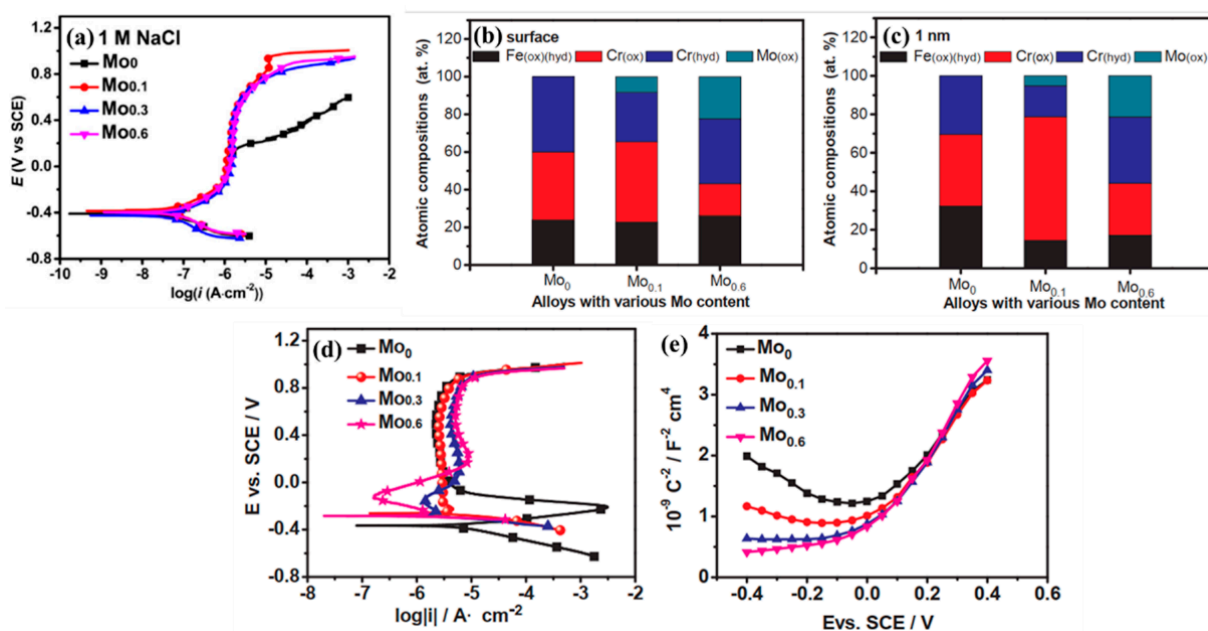 (a) 1 M NaCl
Mo0
Mo0.1
Mo0.3
Mo0.6
E (V vs SCE)
1.2
0.8
0.4
0.0
-0.4
-0.8
-10 -9 -8 -7 -6 -5 -4 -3 -2
log(i (A·cm-2))
(b) surface
Fe(ox)(hyd) Cr(ox) Cr(hyd) Mo(ox)
Atomic compositions (at. %)
120
100
80
60
40
20
0
Mo0 Mo0.1 Mo0.6
Alloys with various Mo content
(c) 1 nm
Fe(ox)(hyd) Cr(ox) Cr(hyd) Mo(ox)
Atomic compositions (at. %)
120
100
80
60
40
20
0
Mo0 Mo0.1 Mo0.6
Alloys with various Mo content
(d)
Mo0
Mo0.1
Mo0.3
Mo0.6
E vs. SCE / V
1.2
0.8
0.4
0.0
-0.4
-0.8
-7 -6 -5 -4 -3 -2
log|i| / A· cm-2
(e)
Mo0
Mo0.1
Mo0.3
Mo0.6
10-9 C-2 / F-2 cm4
4
3
2
1
0
-0.4 -0.2 0.0 0.2 0.4 0.6
Evs. SCE / V